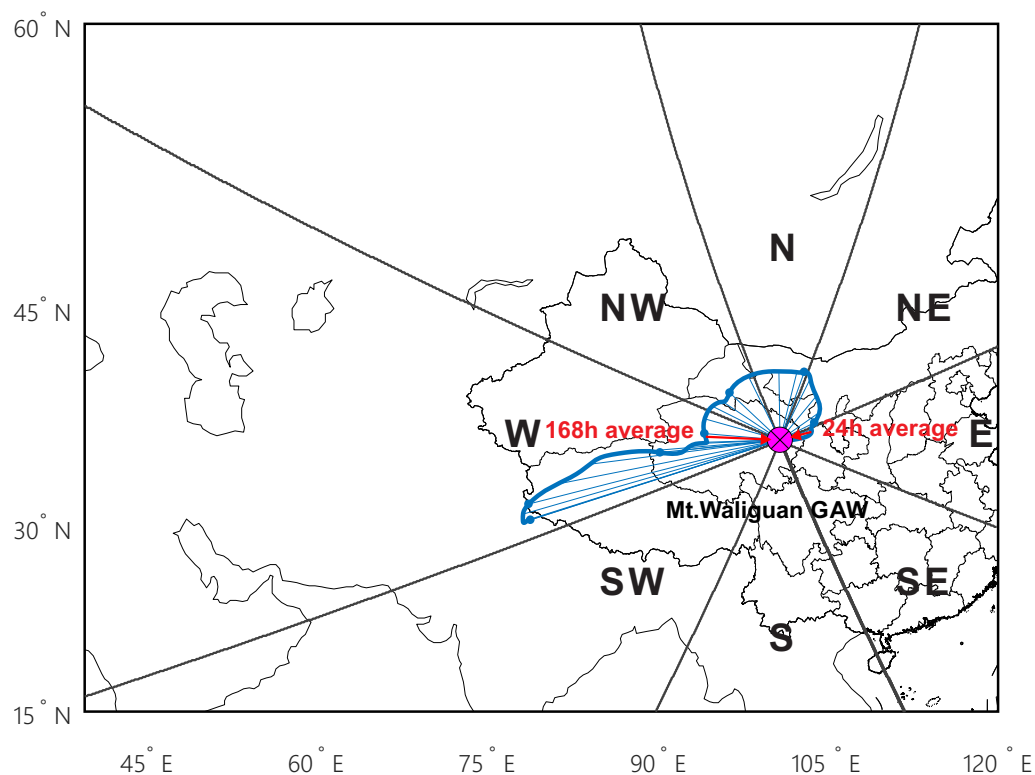 60° N
N
NW
NE
45° N
W
168h average
24h average
E
Mt.Waliguan GAW
30° N
SW
SE
S
15° N
45° E
60° E
75° E
90° E
105° E
120° E